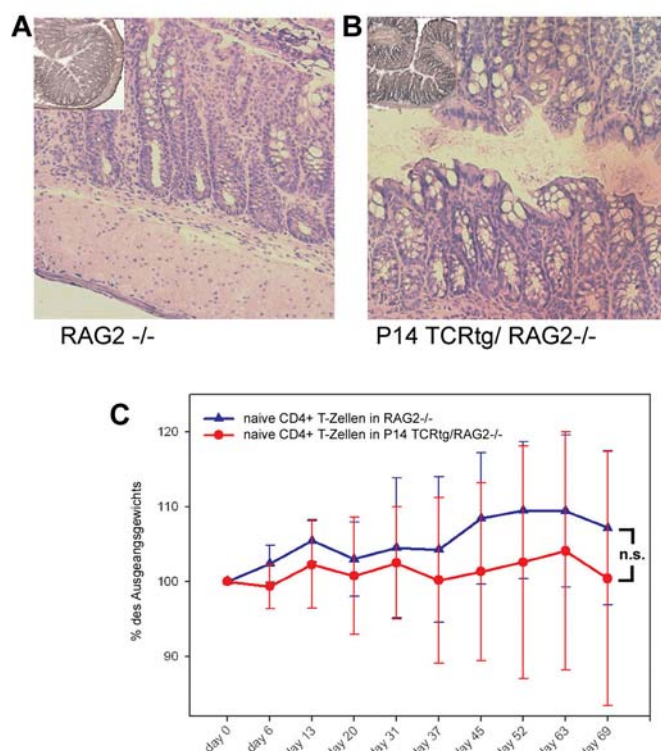 A
B
RAG2 -/-
P14 TCRtg/ RAG2-/-
C
naive CD4+ T-Zellen in RAG2-/-
naive CD4+ T-Zellen in P14 TCRtg/RAG2-/-
% des Ausgeangsgewichts
120
110
100
90
n.s.
day 0
day 6
day 13
day 20
day 31
day 37
day 45
day 52
day 63
day 69